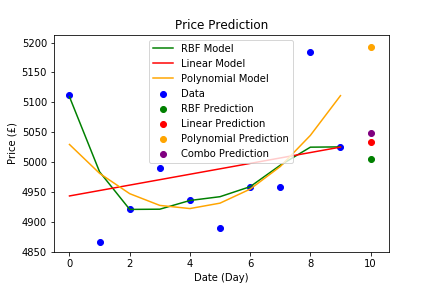 Price Prediction
Price (£)
5200
5150
5100
5050
5000
4950
4900
4850
RBF Model
Linear Model
Polynomial Model
Data
RBF Prediction
Linear Prediction
Polynomial Prediction
Combo Prediction
0 2 4 6 8 10
Date (Day)